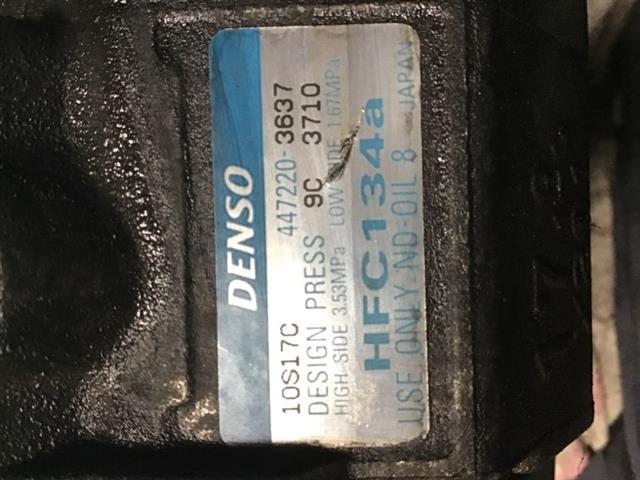 DENSO
10S17C 447220-3637
DESIGN PRESS 9C 3710
HIGH SIDE 3.53MPa LOW SIDE 1.67MPa
HFC134a
USE ONLY ND-OIL 8 JAPAN